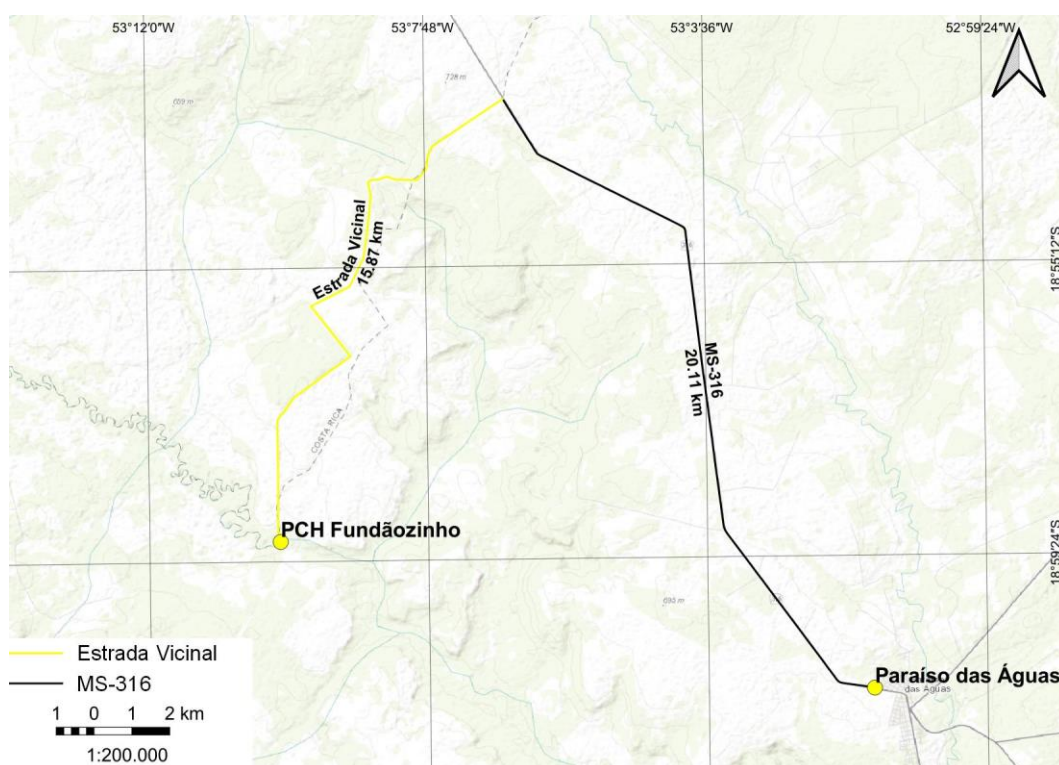 53°12'0"W
53°7'48"W
53°3'36"W
52°59'24"W
728 m
659 m
Estrada Vicinal
15.87 km
18°55'12"S
MS-316
20.11 km
COSTA RICA
PCH Fundãozinho
18°59'24"S
Estrada Vicinal
MS-316
1 0 1 2 km
1:200.000
Paraíso das Águas
das Águas